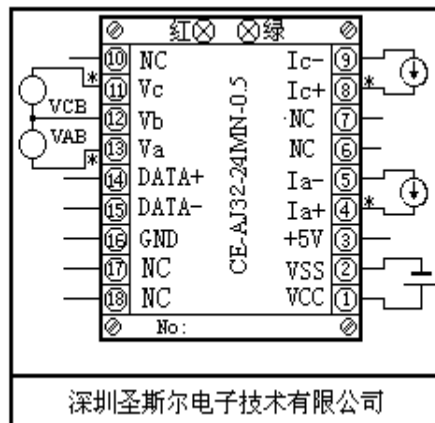 红 绿
⑩ NC Ic- ⑨
* ⑪ Vc Ic+ ⑧ *
VCB ⑫ Vb ·NC ⑦
VAB
* ⑬ Va NC ⑥
⑭ DATA+ Ia- ⑤
⑮ DATA- Ia+ ④ *
⑯ GND +5V ③
⑰ NC VSS ②
⑱ NC VCC ①
CE-AJ32-24MN-0.5
No:
深圳圣斯尔电子技术有限公司